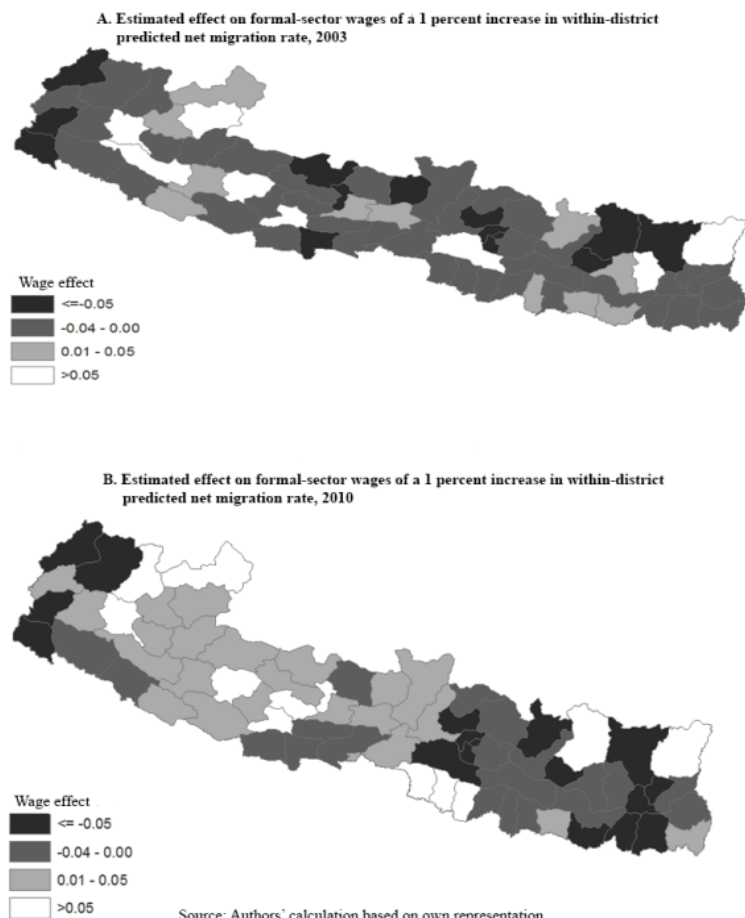 A. Estimated effect on formal-sector wages of a 1 percent increase in within-district
predicted net migration rate, 2003
Wage effect
<=-0.05
-0.04 - 0.00
0.01 - 0.05
>0.05
B. Estimated effect on formal-sector wages of a 1 percent increase in within-district
predicted net migration rate, 2010
Wage effect
<= -0.05
-0.04 - 0.00
0.01 - 0.05
>0.05
Source: Authors' calculation based on own representation